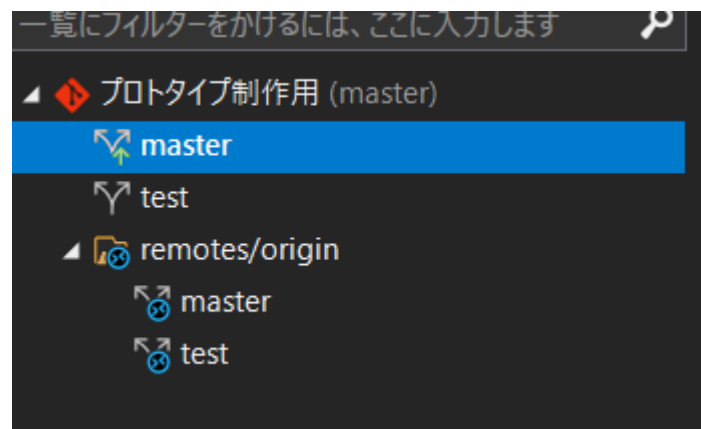 一覧にフィルターをかけるには、ここに入力します
プロトタイプ制作用 (master)
master
test
remotes/origin
master
test